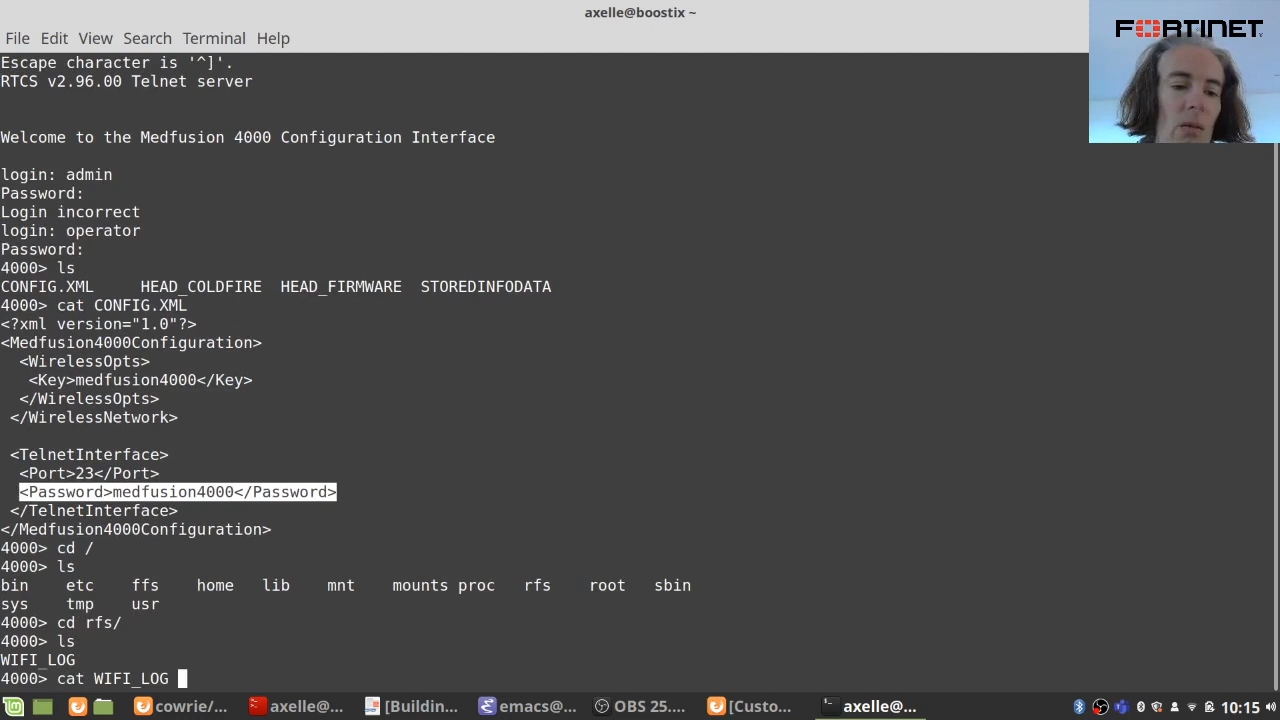 axelle@boostix ~
File Edit View Search Terminal Help
FORTINET
Escape character is '^]'.
RTCS v2.96.00 Telnet server
Welcome to the Medfusion 4000 Configuration Interface
login: admin
Password:
Login incorrect
login: operator
Password:
4000> ls
CONFIG.XML HEAD_COLDFIRE HEAD_FIRMWARE STOREDINFODATA
4000> cat CONFIG.XML
<?xml version="1.0"?>
<Medfusion4000Configuration>
<WirelessOpts>
<Key>medfusion4000</Key>
</WirelessOpts>
</WirelessNetwork>
<TelnetInterface>
<Port>23</Port>
<Password>medfusion4000</Password>
</TelnetInterface>
</Medfusion4000Configuration>
4000> cd /
4000> ls
bin etc ffs home lib mnt mounts proc rfs root sbin
sys tmp usr
4000> cd rfs/
4000> ls
WIFI_LOG
4000> cat WIFI_LOG
cowrie/... axelle@... [Buildin... emacs@... OBS 25.... [Custo... axelle@... 10:15